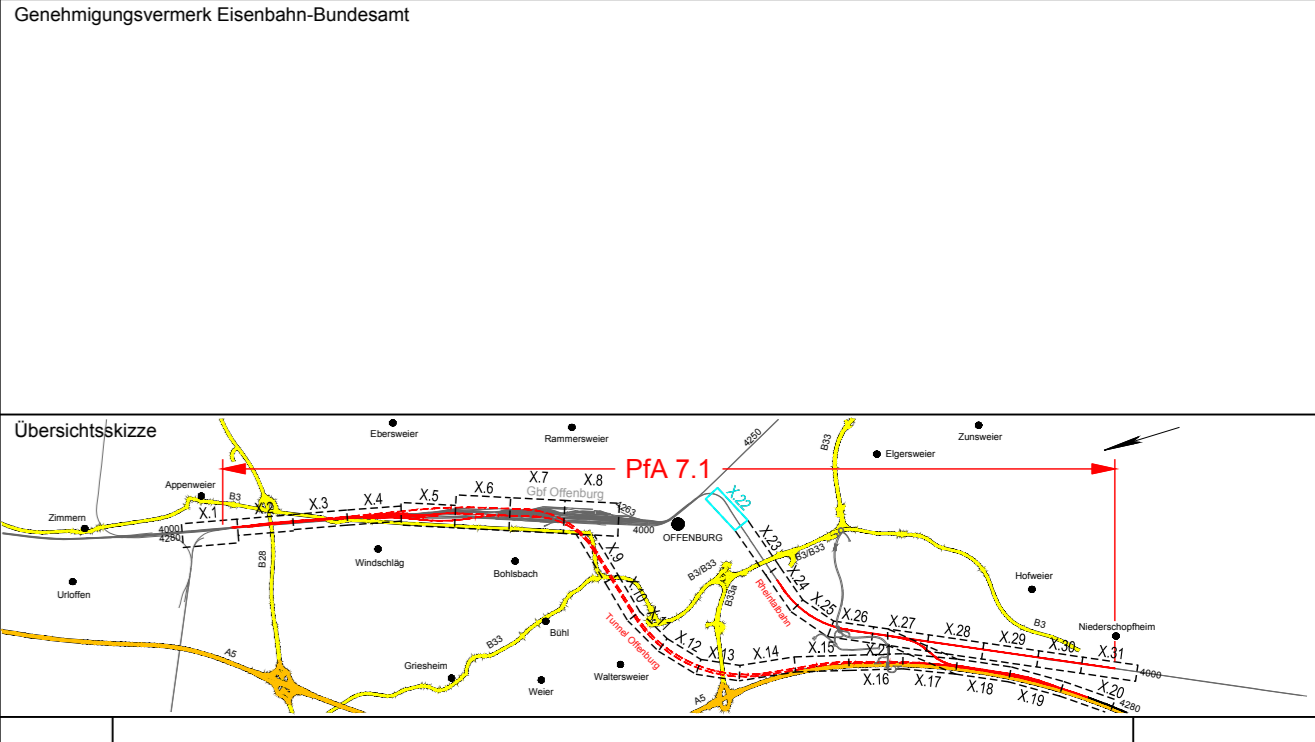 Genehmigungsvermerk Eisenbahn-Bundesamt
Übersichtsskizze
Ebersweier
Rammersweier
4250
B33
Zunsweier
Elgersweier
PfA 7.1
Appenweier
B3
X.1
X.2
X.3
X.4
X.5
X.6
X.7
X.8
Gbf Offenburg
X.22
Zimmern
4000
4280
4263
4000
OFFENBURG
B28
Windschläg
Bohlsbach
X.9
B3/B33
B3/B33
X.23
Urloffen
X.10
B33a
X.24
Hofweier
Rheintalbahn
X.25
X.26
X.27
X.28
X.29
X.30
X.31
B3
Niederschopfheim
4000
Bühl
B33
X.11
Tunnel Offenburg
X.12
X.13
X.14
X.15
X.21
A5
Griesheim
Weier
Waltersweier
X.16
X.17
X.18
X.19
X.20
4280
A5